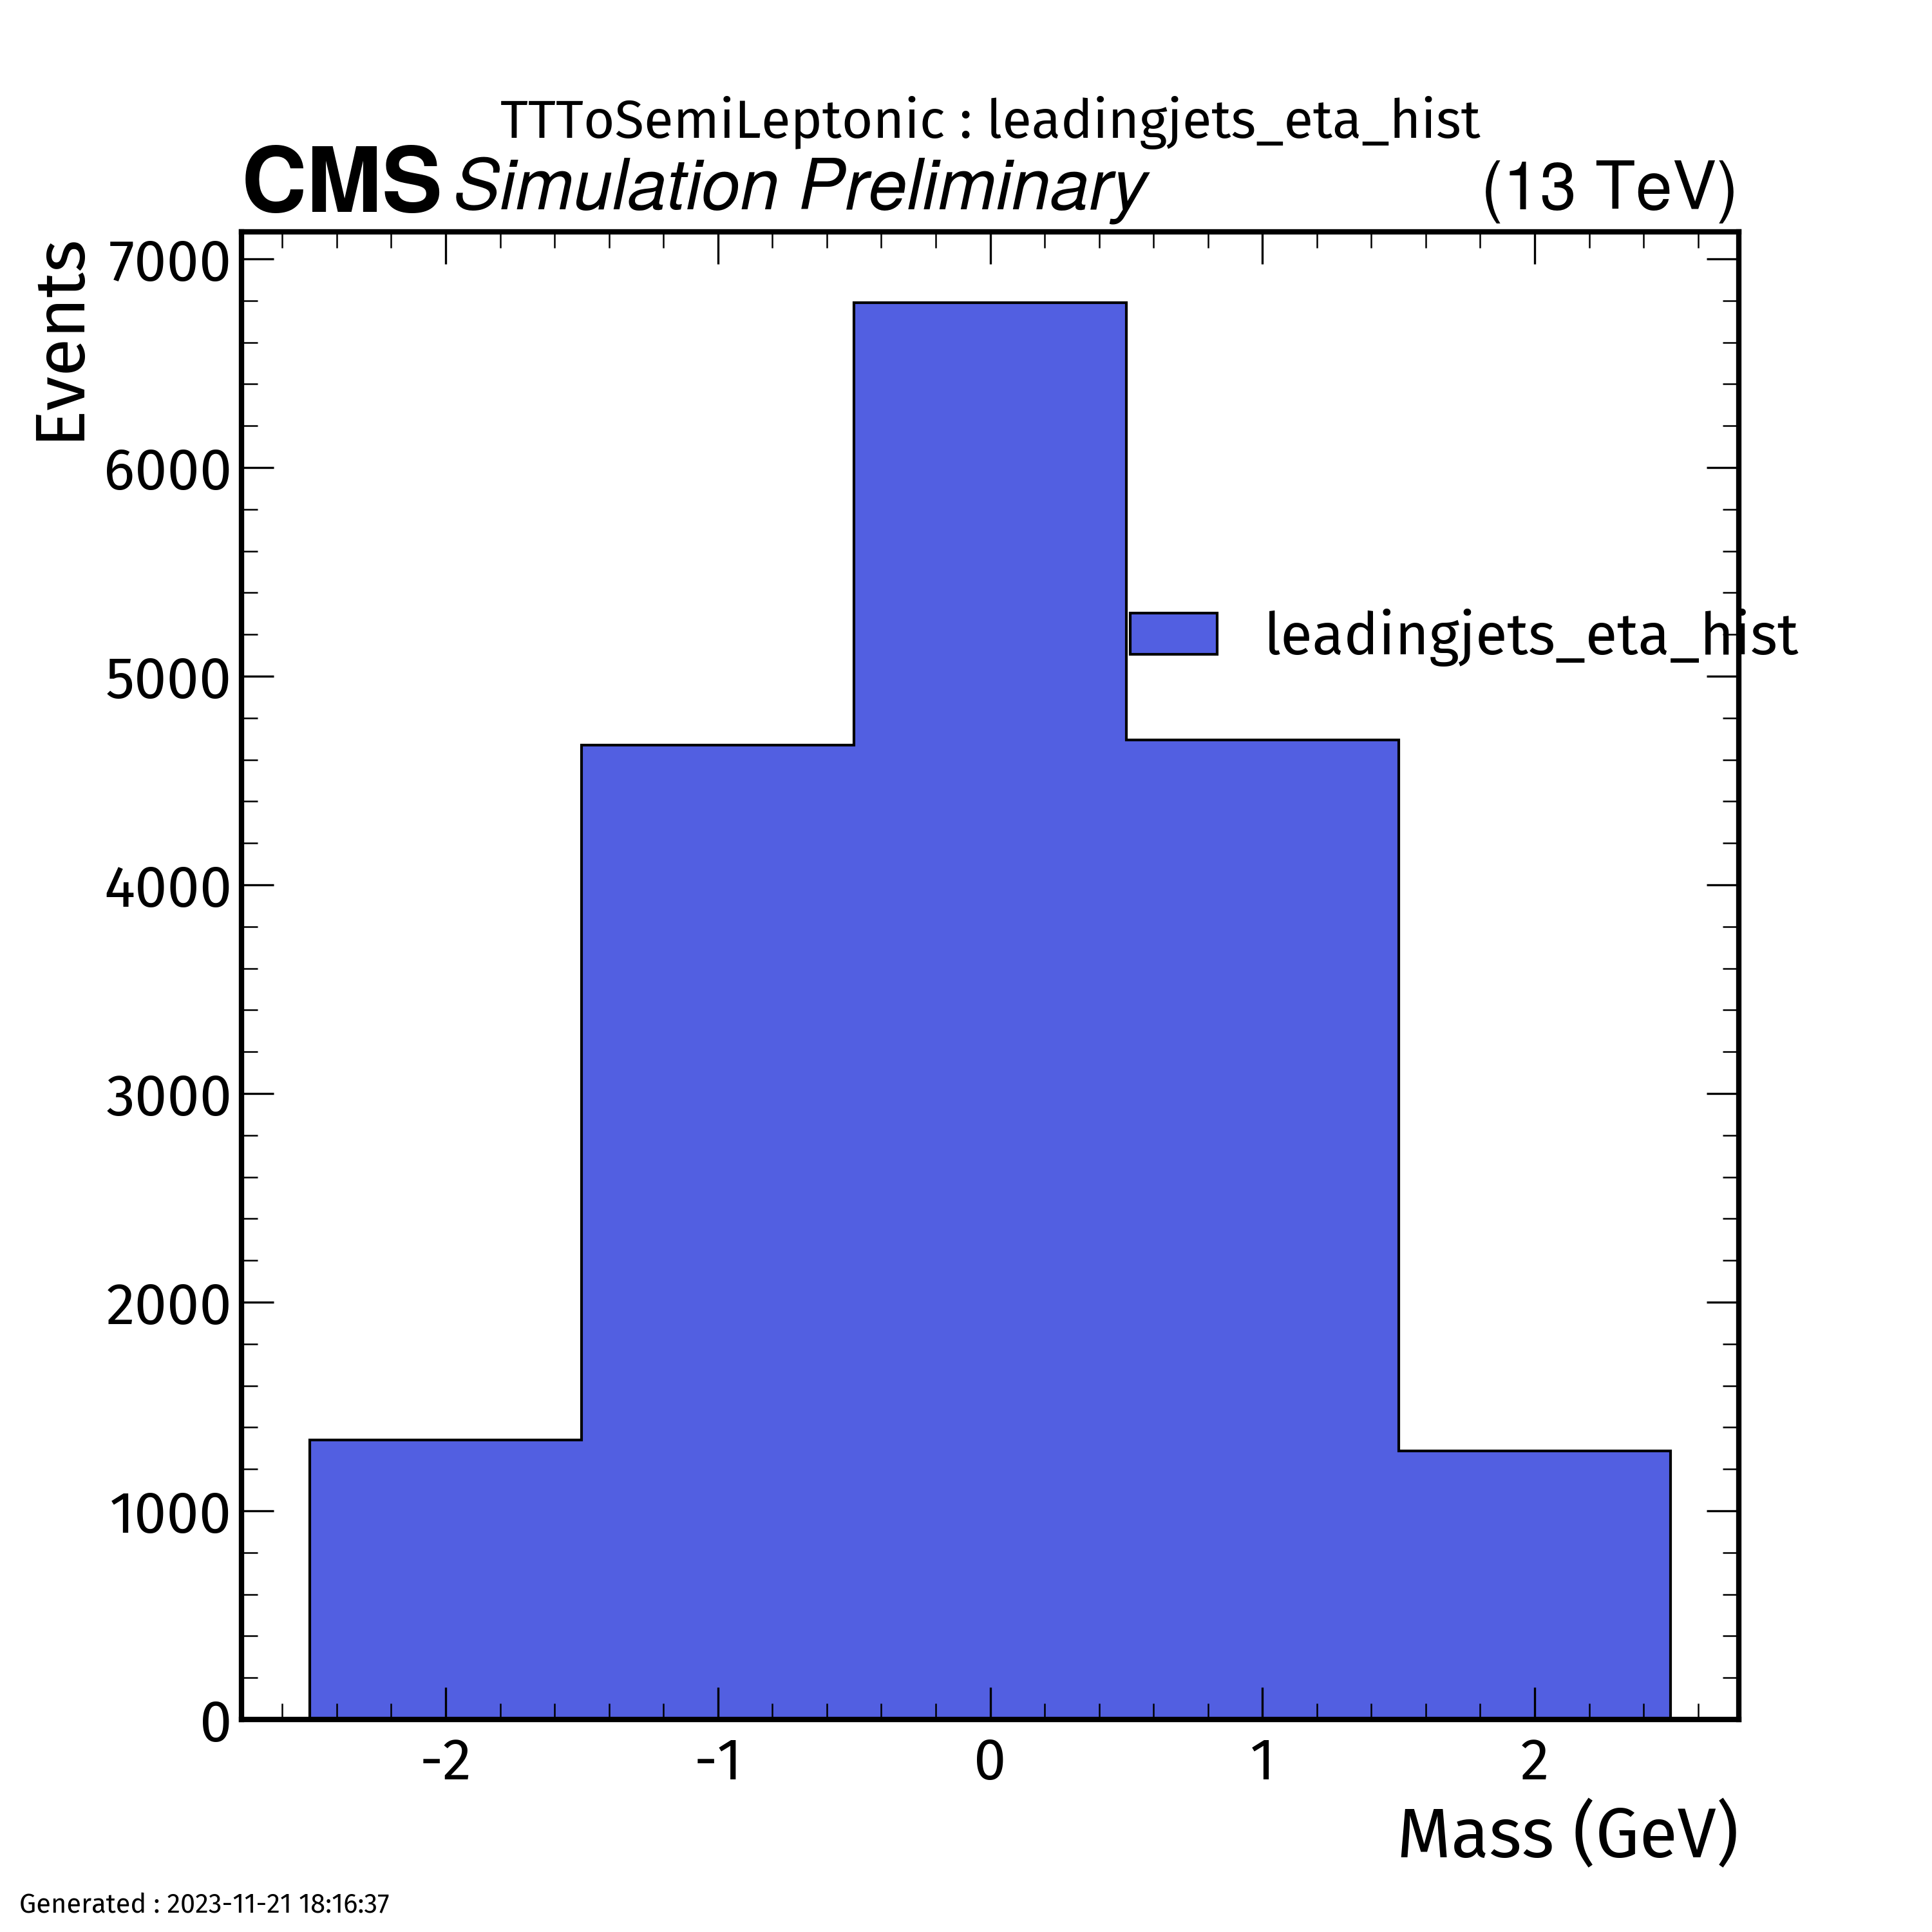 TTToSemiLeptonic : leadingjets_eta_hist
CMS Simulation Preliminary (13 TeV)
Events
7000
6000
leadingjets_eta_hist
5000
4000
3000
2000
1000
0
-2 -1 0 1 2
Mass (GeV)
Generated : 2023-11-21 18:16:37